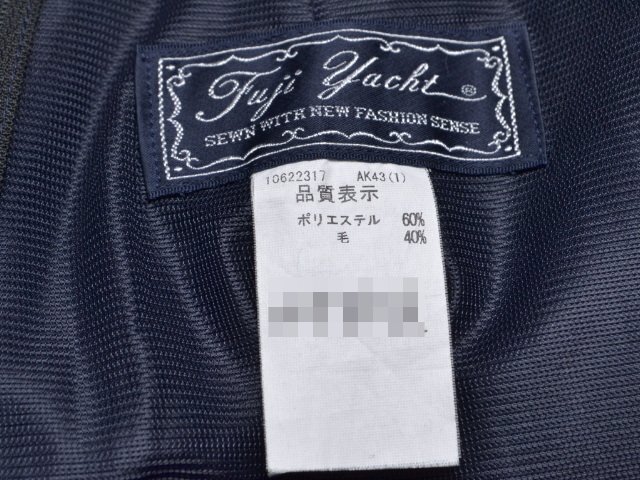 Fuji Yacht ®
SEWN WITH NEW FASHION SENSE
10622317 AK43(1)
品質表示
ポリエステル 60%
毛 40%